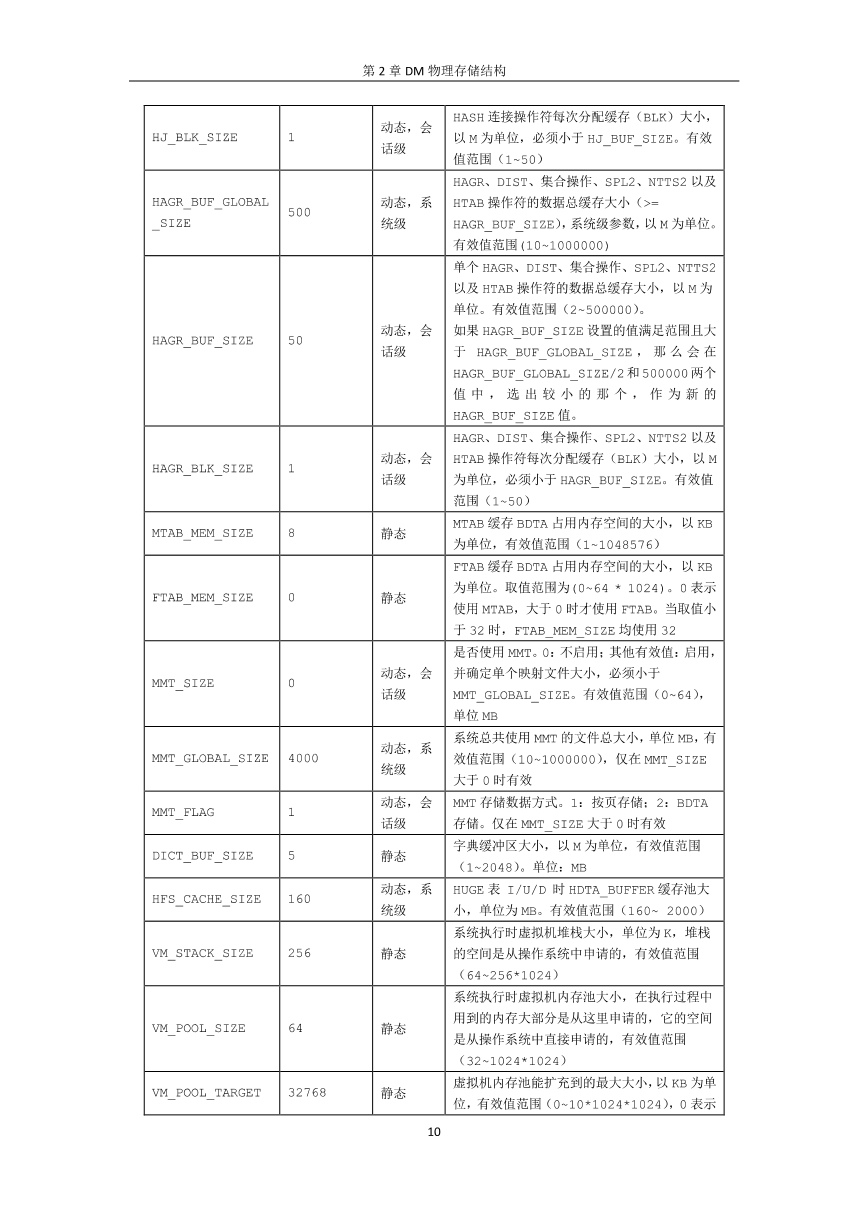 第 2 章 DM 物理存储结构
HJ_BLK_SIZE
1
动态，会
话级
HASH 连接操作符每次分配缓存（BLK）大小，
以 M 为单位，必须小于 HJ_BUF_SIZE。有效
值范围（1~50）
HAGR_BUF_GLOBAL
_SIZE
500
动态，系
统级
HAGR、DIST、集合操作、SPL2、NTTS2 以及
HTAB 操作符的数据总缓存大小（>=
HAGR_BUF_SIZE），系统级参数，以 M 为单位。
有效值范围(10~1000000)
HAGR_BUF_SIZE
50
动态，会
话级
单个 HAGR、DIST、集合操作、SPL2、NTTS2
以及 HTAB 操作符的数据总缓存大小，以 M 为
单位。有效值范围（2~500000）。
如果 HAGR_BUF_SIZE 设置的值满足范围且大
于 HAGR_BUF_GLOBAL_SIZE ， 那 么 会 在
HAGR_BUF_GLOBAL_SIZE/2 和 500000 两个
值 中 ， 选 出 较 小 的 那 个 ， 作 为 新 的
HAGR_BUF_SIZE 值。
HAGR_BLK_SIZE
1
动态，会
话级
HAGR、DIST、集合操作、SPL2、NTTS2 以及
HTAB 操作符每次分配缓存（BLK）大小，以 M
为单位，必须小于 HAGR_BUF_SIZE。有效值
范围（1~50）
MTAB_MEM_SIZE
8
静态
MTAB 缓存 BDTA 占用内存空间的大小，以 KB
为单位，有效值范围（1~1048576）
FTAB_MEM_SIZE
0
静态
FTAB 缓存 BDTA 占用内存空间的大小，以 KB
为单位。取值范围为(0~64 * 1024)。0 表示
使用 MTAB，大于 0 时才使用 FTAB。当取值小
于 32 时，FTAB_MEM_SIZE 均使用 32
MMT_SIZE
0
动态，会
话级
是否使用 MMT。0：不启用；其他有效值：启用，
并确定单个映射文件大小，必须小于
MMT_GLOBAL_SIZE。有效值范围（0~64），
单位 MB
MMT_GLOBAL_SIZE
4000
动态，系
统级
系统总共使用 MMT 的文件总大小，单位 MB，有
效值范围（10~1000000），仅在 MMT_SIZE
大于 0 时有效
MMT_FLAG
1
动态，会
话级
MMT 存储数据方式。1：按页存储；2：BDTA
存储。仅在 MMT_SIZE 大于 0 时有效
DICT_BUF_SIZE
5
静态
字典缓冲区大小，以 M 为单位，有效值范围
（1~2048）。单位：MB
HFS_CACHE_SIZE
160
动态，系
统级
HUGE 表 I/U/D 时 HDTA_BUFFER 缓存池大
小，单位为 MB。有效值范围（160~ 2000）
VM_STACK_SIZE
256
静态
系统执行时虚拟机堆栈大小，单位为 K，堆栈
的空间是从操作系统中申请的，有效值范围
（64~256*1024）
VM_POOL_SIZE
64
静态
系统执行时虚拟机内存池大小，在执行过程中
用到的内存大部分是从这里申请的，它的空间
是从操作系统中直接申请的，有效值范围
（32~1024*1024）
VM_POOL_TARGET
32768
静态
虚拟机内存池能扩充到的最大大小，以 KB 为单
位，有效值范围（0~10*1024*1024），0 表示
10